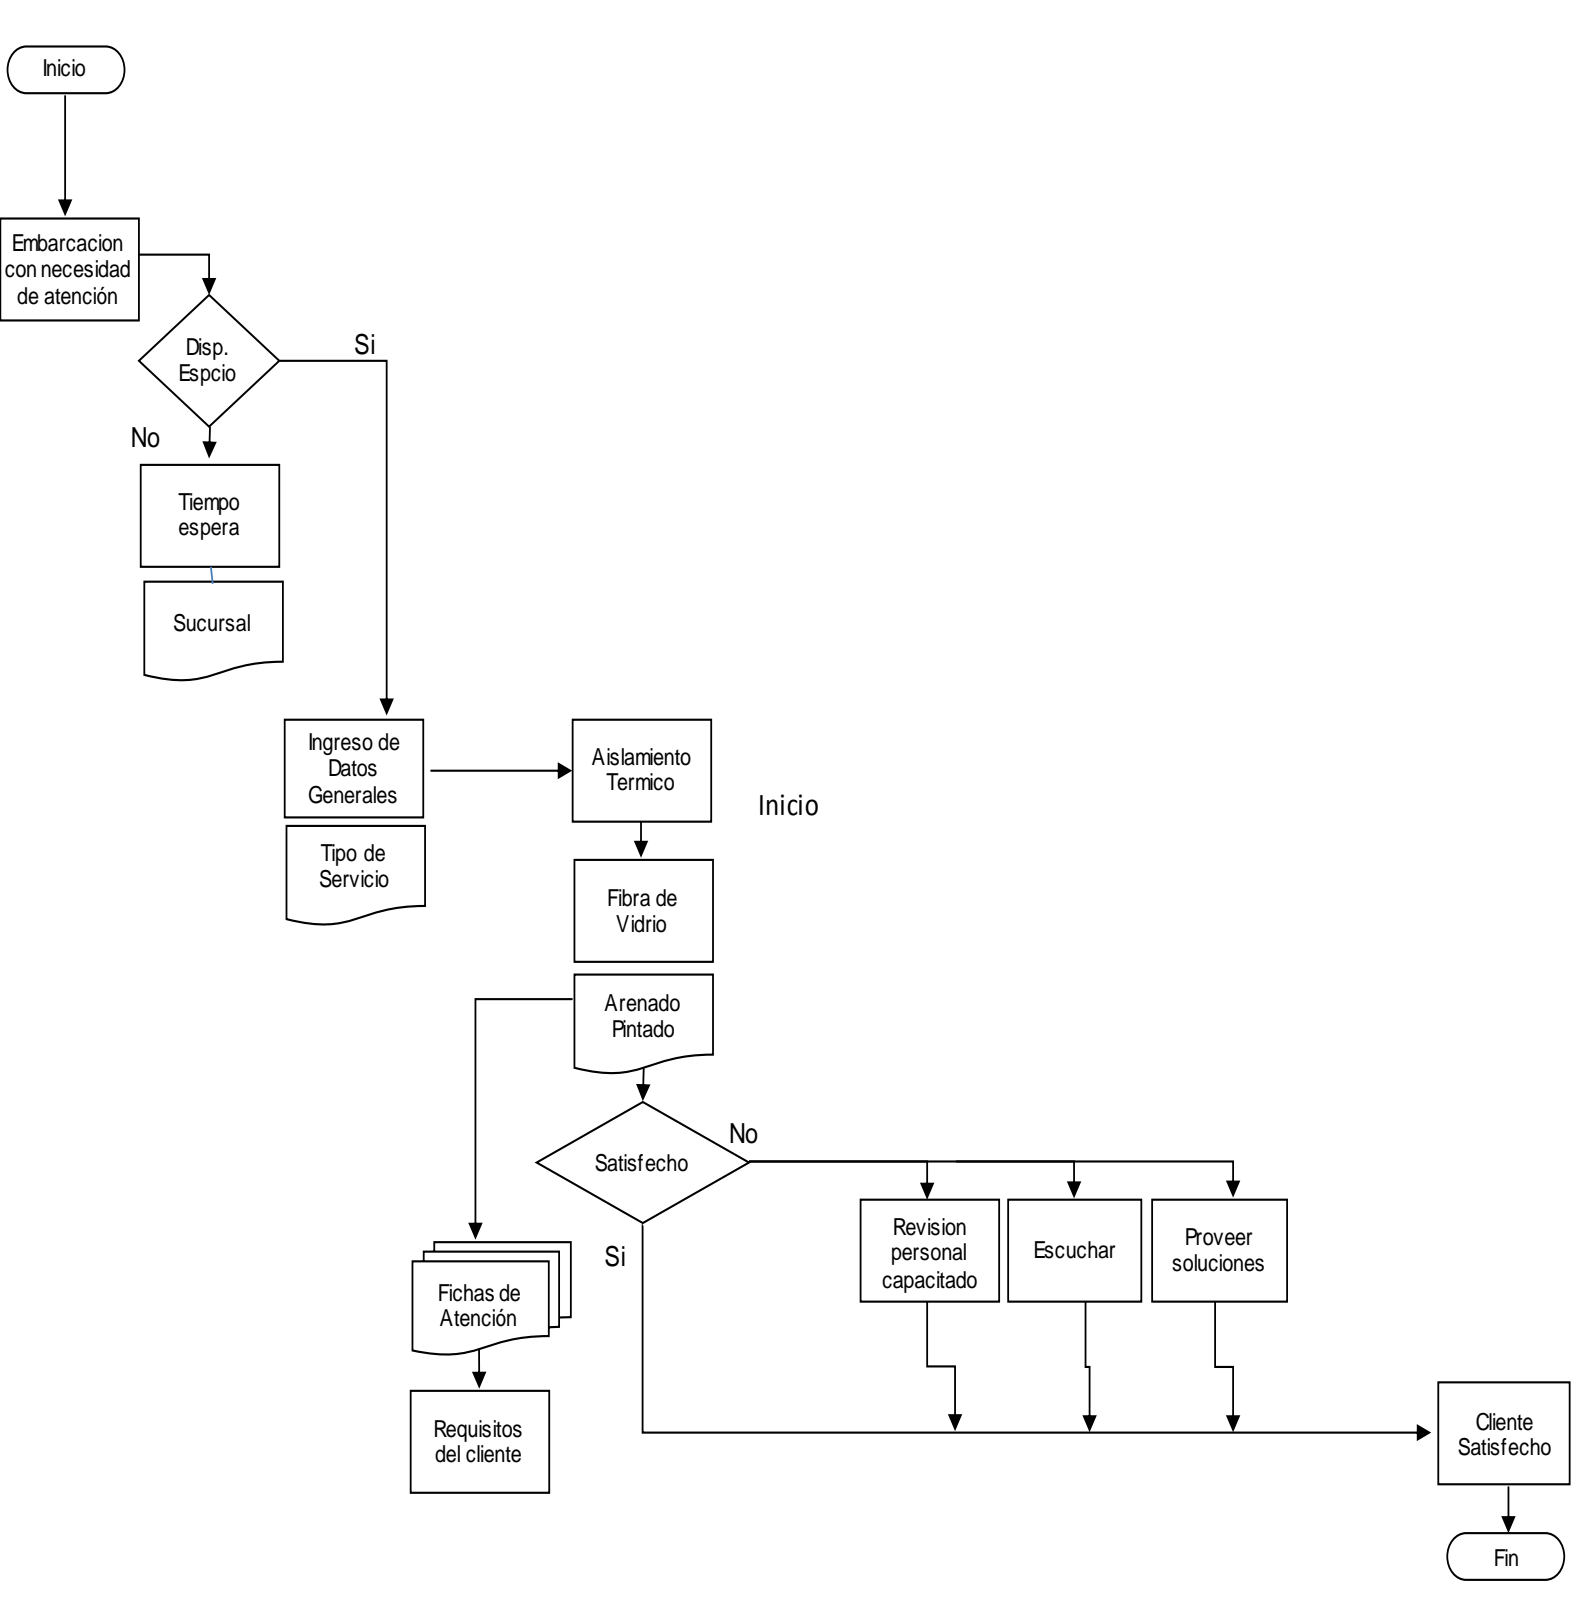 Inicio
Embarcacion
con necesidad
de atención
Disp.
Espcio
Si
No
Tiempo
espera
Sucursal
Ingreso de
Datos
Generales
Tipo de
Servicio
Aislamiento
Termico
Inicio
Fibra de
Vidrio
Arenado
Pintado
Satisfecho
No
Si
Revision
personal
capacitado
Escuchar
Proveer
soluciones
Fichas de
Atención
Requisitos
del cliente
Cliente
Satisfecho
Fin